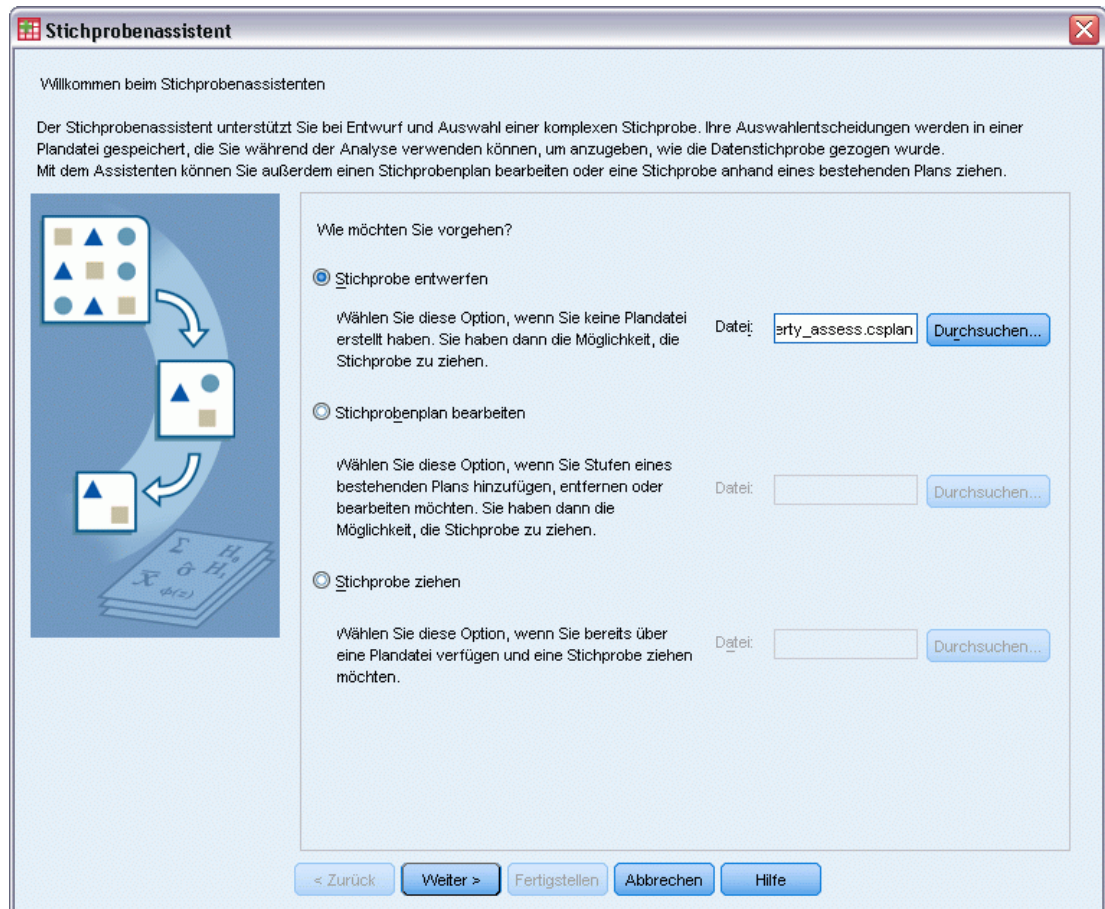 Stichprobenassistent
Willkommen beim Stichprobenassistenten
Der Stichprobenassistent unterstützt Sie bei Entwurf und Auswahl einer komplexen Stichprobe. Ihre Auswahlentscheidungen werden in einer
Plandatei gespeichert, die Sie während der Analyse verwenden können, um anzugeben, wie die Datenstichprobe gezogen wurde.
Mit dem Assistenten können Sie außerdem einen Stichprobenplan bearbeiten oder eine Stichprobe anhand eines bestehenden Plans ziehen.
Wie möchten Sie vorgehen?
Stichprobe entwerfen
Wählen Sie diese Option, wenn Sie keine Plandatei
erstellt haben. Sie haben dann die Möglichkeit, die
Stichprobe zu ziehen.
Datei: erty_assess.csplan Durchsuchen...
Stichprobenplan bearbeiten
Wählen Sie diese Option, wenn Sie Stufen eines
bestehenden Plans hinzufügen, entfernen oder
bearbeiten möchten. Sie haben dann die
Möglichkeit, die Stichprobe zu ziehen.
Datei: Durchsuchen...
Stichprobe ziehen
Wählen Sie diese Option, wenn Sie bereits über
eine Plandatei verfügen und eine Stichprobe ziehen
möchten.
Datei: Durchsuchen...
Σ H₀
x̄ σ̂ H₁
ϕ(z)
< Zurück Weiter > Fertigstellen Abbrechen Hilfe